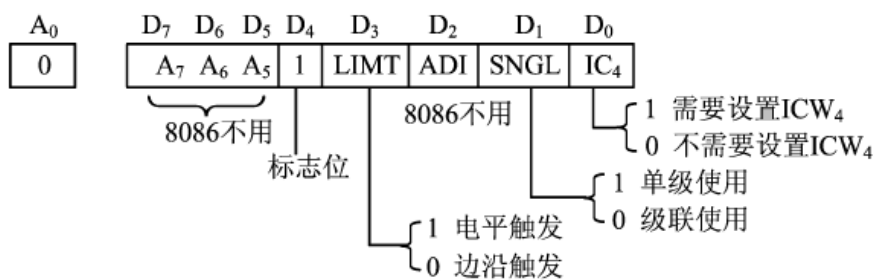 A₀ D₇ D₆ D₅ D₄ D₃ D₂ D₁ D₀
0 A₇ A₆ A₅ 1 LIMT ADI SNGL IC₄
8086不用
标志位
8086不用
1 需要设置ICW₄
0 不需要设置ICW₄
1 单级使用
0 级联使用
1 电平触发
0 边沿触发